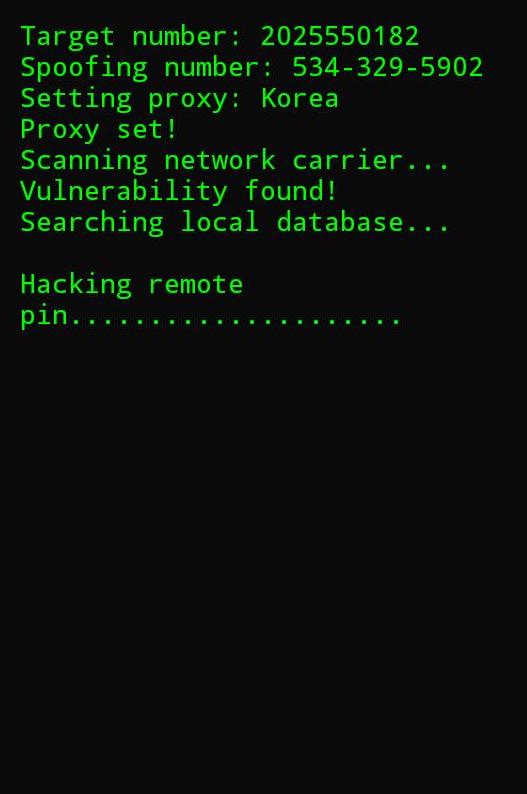 Target number: 2025550182
Spoofing number: 534-329-5902
Setting proxy: Korea
Proxy set!
Scanning network carrier...
Vulnerability found!
Searching local database...
Hacking remote
pin.....................